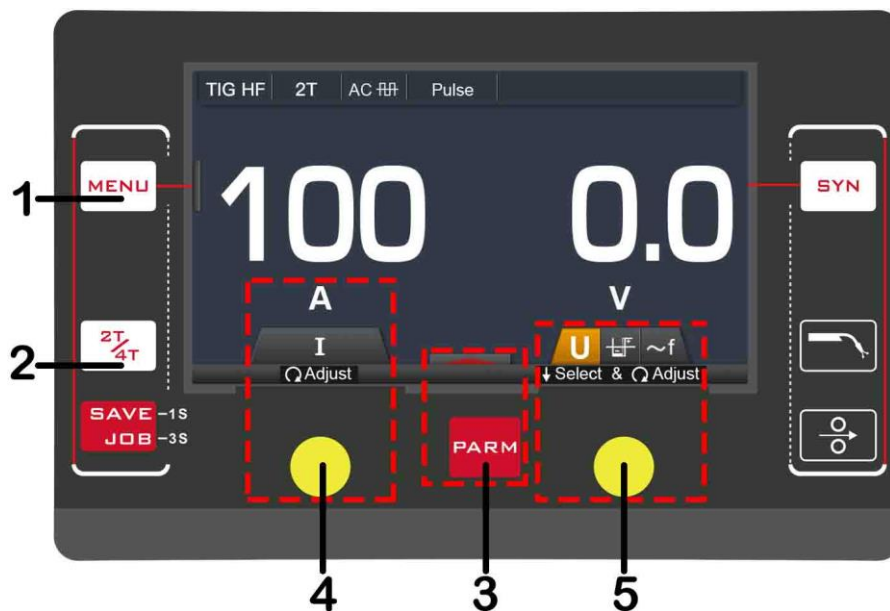 TIG HF 2T AC Pulse
MENU
SYN
1
100 0.0
A V
2T/4T
2
I
U ~f
Adjust
Select & Adjust
SAVE -1S
JOB -3S
PARM
4 3 5